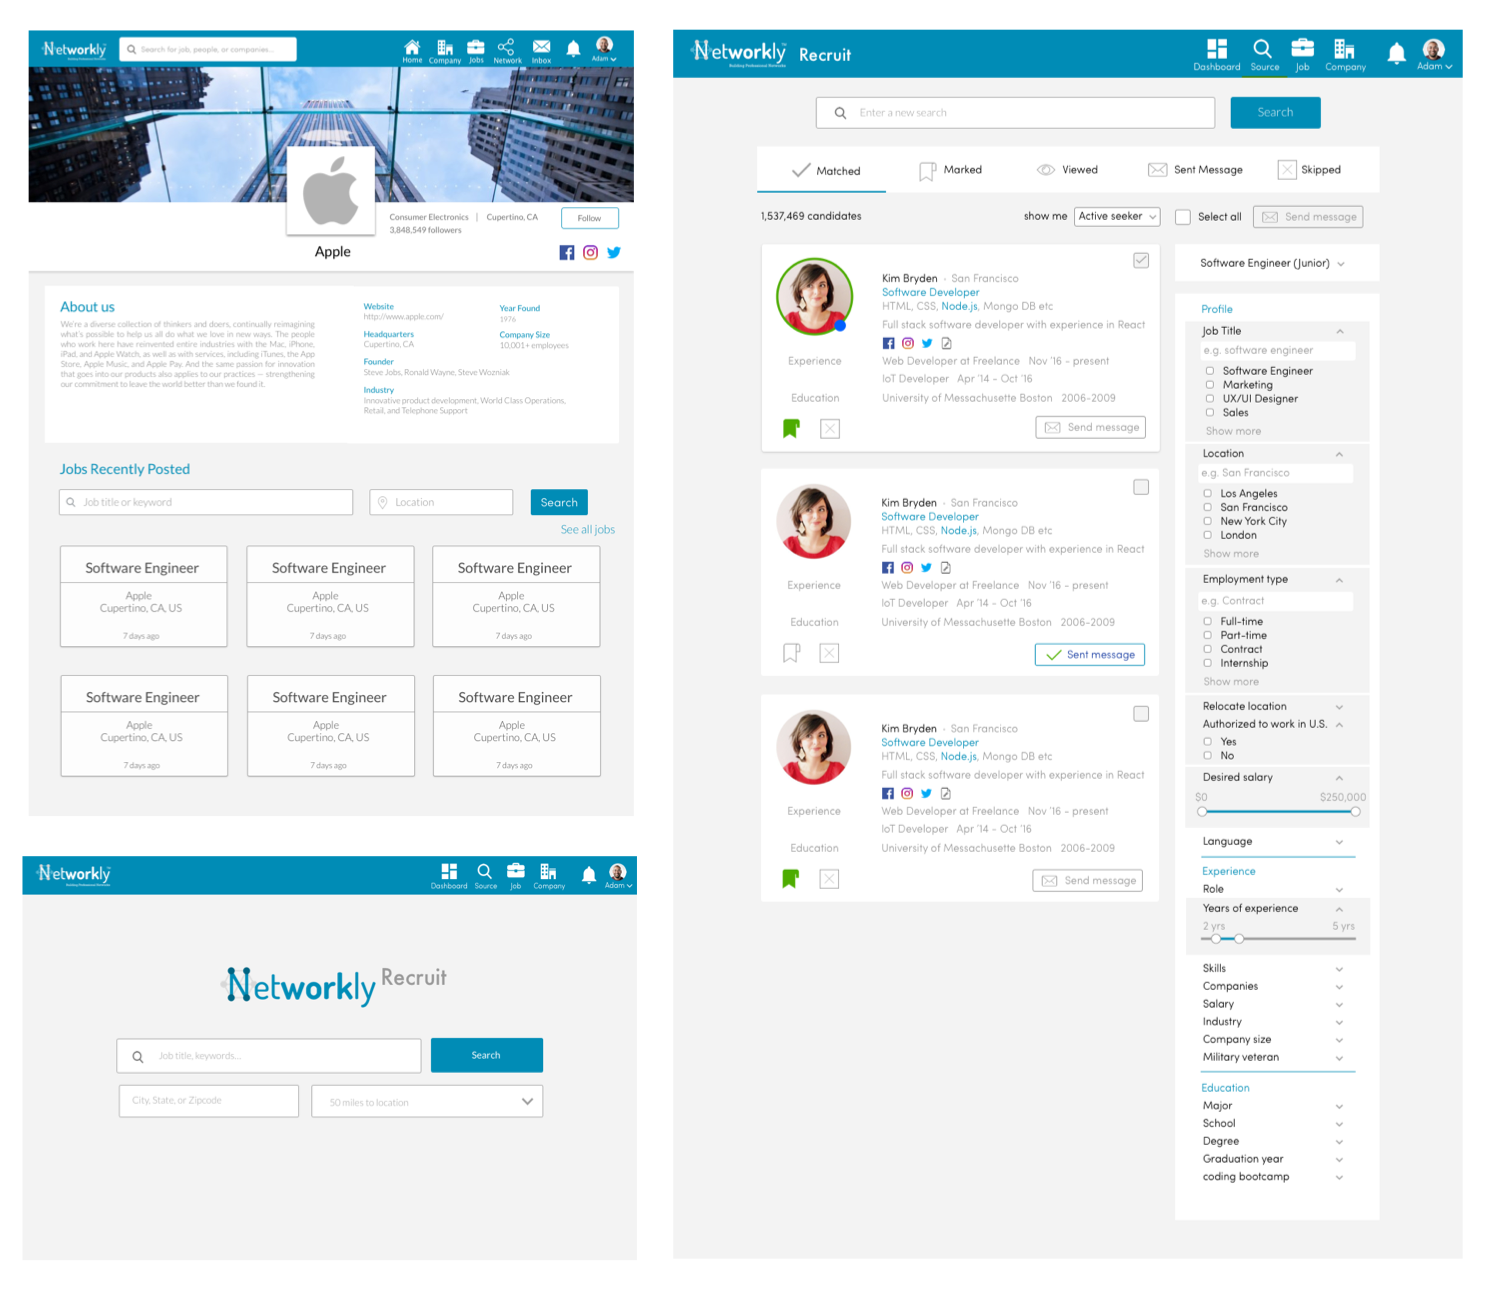 Networkly
Building Professional Networks
Search for job, people, or companies...
Home
Company
Jobs
Network
Inbox
Adam
Consumer Electronics | Cupertino, CA
3,848,549 followers
Follow
Apple
About us
We're a diverse collection of thinkers and doers, continually reimagining
what's possible to help us all do what we love in new ways. The people
who work here have reinvented entire industries with the Mac, iPhone,
iPad, and Apple Watch, as well as with services, including iTunes, the App
Store, Apple Music, and Apple Pay. And the same passion for innovation
that goes into our products also applies to our practices — strengthening
our commitment to leave the world better than we found it.
Website
http://www.apple.com/
Year Found
1976
Headquarters
Cupertino, CA
Company Size
10,001+ employees
Founder
Steve Jobs, Ronald Wayne, Steve Wozniak
Industry
Innovative product development, World Class Operations,
Retail, and Telephone Support
Jobs Recently Posted
Job title or keyword
Location
Search
See all jobs
Software Engineer
Apple
Cupertino, CA, US
7 days ago
Software Engineer
Apple
Cupertino, CA, US
7 days ago
Software Engineer
Apple
Cupertino, CA, US
7 days ago
Software Engineer
Apple
Cupertino, CA, US
7 days ago
Software Engineer
Apple
Cupertino, CA, US
7 days ago
Software Engineer
Apple
Cupertino, CA, US
7 days ago
Networkly
Building Professional Networks
Dashboard
Source
Job
Company
Adam
Networkly Recruit
Job title, keywords...
Search
City, State, or Zipcode
50 miles to location
Networkly Recruit
Building Professional Networks
Dashboard
Source
Job
Company
Adam
Enter a new search
Search
Matched
Marked
Viewed
Sent Message
Skipped
1,537,469 candidates
show me
Active seeker
Select all
Send message
Kim Bryden - San Francisco
Software Developer
HTML, CSS, Node.js, Mongo DB etc
Full stack software developer with experience in React
Experience
Web Developer at Freelance Nov '16 - present
IoT Developer Apr '14 - Oct '16
Education
University of Messachusette Boston 2006-2009
Send message
Kim Bryden - San Francisco
Software Developer
HTML, CSS, Node.js, Mongo DB etc
Full stack software developer with experience in React
Experience
Web Developer at Freelance Nov '16 - present
IoT Developer Apr '14 - Oct '16
Education
University of Messachusette Boston 2006-2009
Sent message
Kim Bryden - San Francisco
Software Developer
HTML, CSS, Node.js, Mongo DB etc
Full stack software developer with experience in React
Experience
Web Developer at Freelance Nov '16 - present
IoT Developer Apr '14 - Oct '16
Education
University of Messachusette Boston 2006-2009
Send message
Software Engineer (Junior)
Profile
Job Title
e.g. software engineer
Software Engineer
Marketing
UX/UI Designer
Sales
Show more
Location
e.g. San Francisco
Los Angeles
San Francisco
New York City
London
Show more
Employment type
e.g. Contract
Full-time
Part-time
Contract
Internship
Show more
Relocate location
Authorized to work in U.S.
Yes
No
Desired salary
$0
$250,000
Language
Experience
Role
Years of experience
2 yrs
5 yrs
Skills
Companies
Salary
Industry
Company size
Military veteran
Education
Major
School
Degree
Graduation year
coding bootcamp